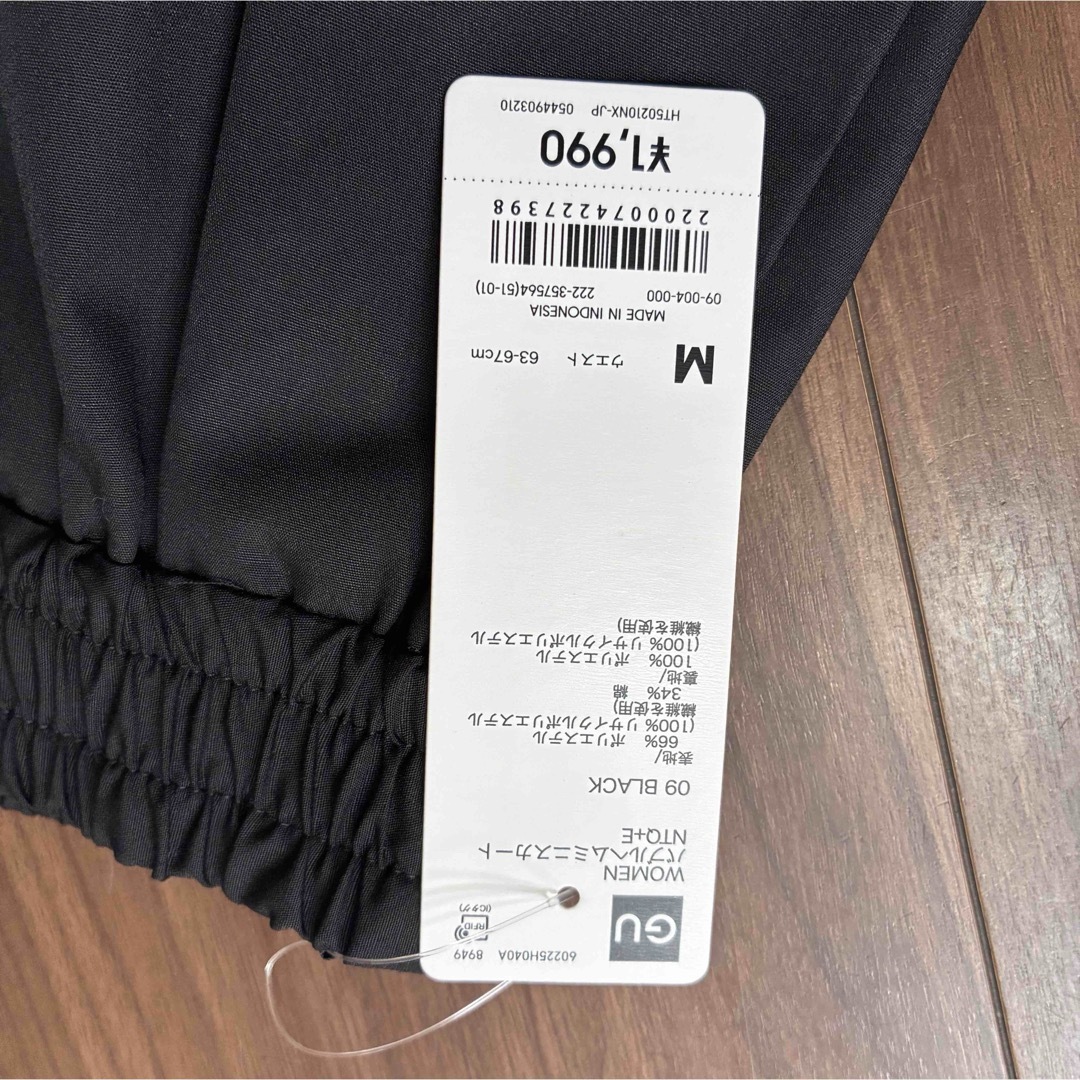 60225H040A 8949
GU
RFID
(ICタグ)
WOMEN
バブルヘムミニスカート
NTQ+E
09 BLACK
表地/
66% ポリエステル
(100% リサイクルポリエステル
繊維を使用)
34% 綿
裏地/
100% ポリエステル
(100% リサイクルポリエステル
繊維を使用)
M ウエスト 63-67cm
MADE IN INDONESIA
09-004-000 222-357564(51-01)
2200074227398
¥1,990
HT50210NX-JP 0544903210